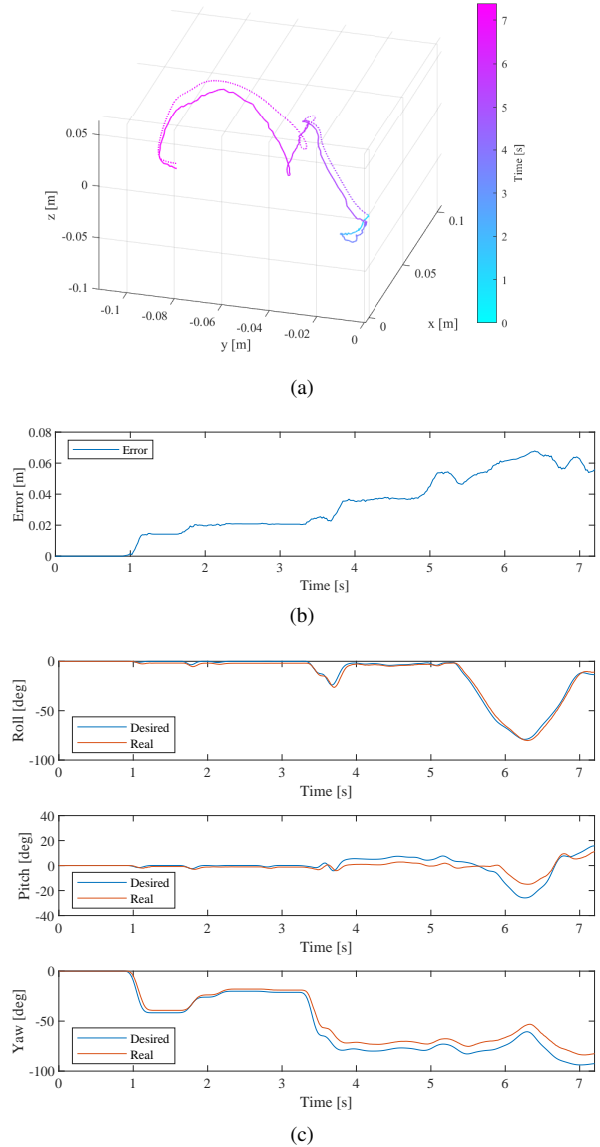 7
6
5
4
3
2
1
0
Time [s]
0.05
0
-0.05
-0.1
z [m]
-0.1
-0.08
-0.06
-0.04
-0.02
0
y [m]
0
0.05
0.1
x [m]
(a)
0.08
0.06
0.04
0.02
0
Error [m]
Error
0 1 2 3 4 5 6 7
Time [s]
(b)
0
-50
-100
Roll [deg]
Desired
Real
0 1 2 3 4 5 6 7
Time [s]
40
20
0
-20
-40
Pitch [deg]
Desired
Real
0 1 2 3 4 5 6 7
Time [s]
0
-50
-100
Yaw [deg]
Desired
Real
0 1 2 3 4 5 6 7
Time [s]
(c)